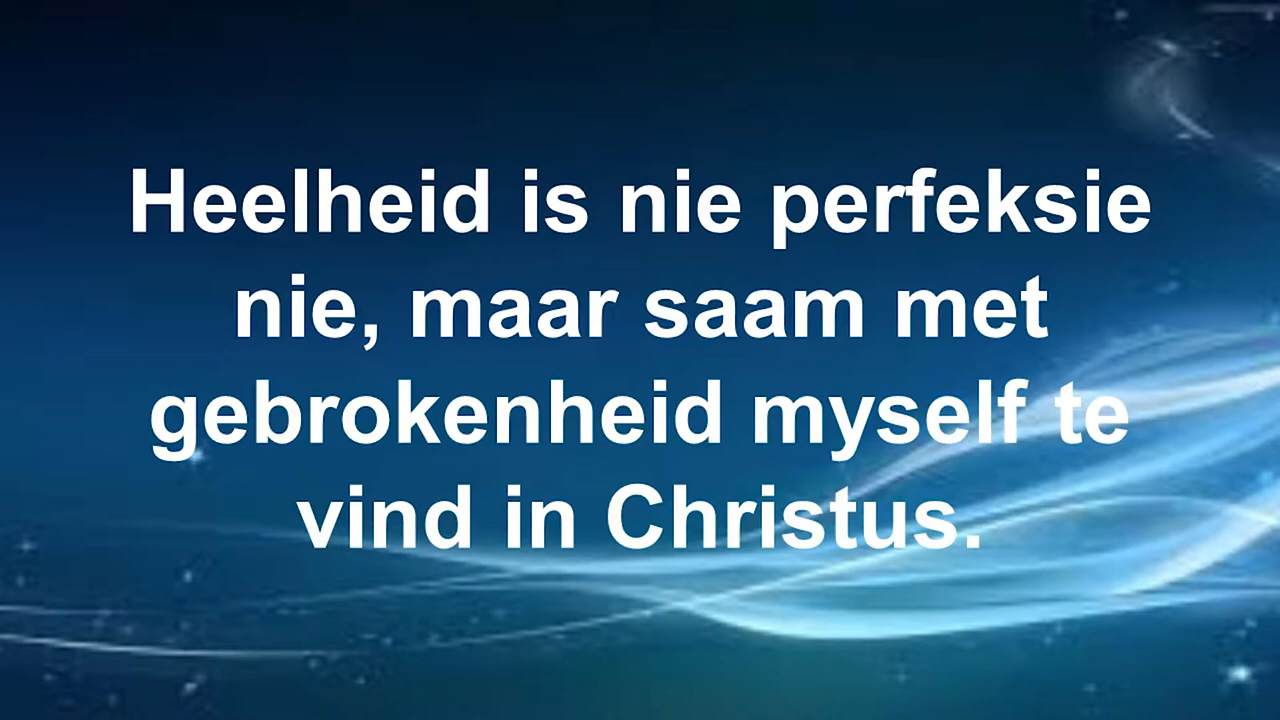 Heelheid is nie perfeksie
nie, maar saam met
gebrokenheid myself te
vind in Christus.